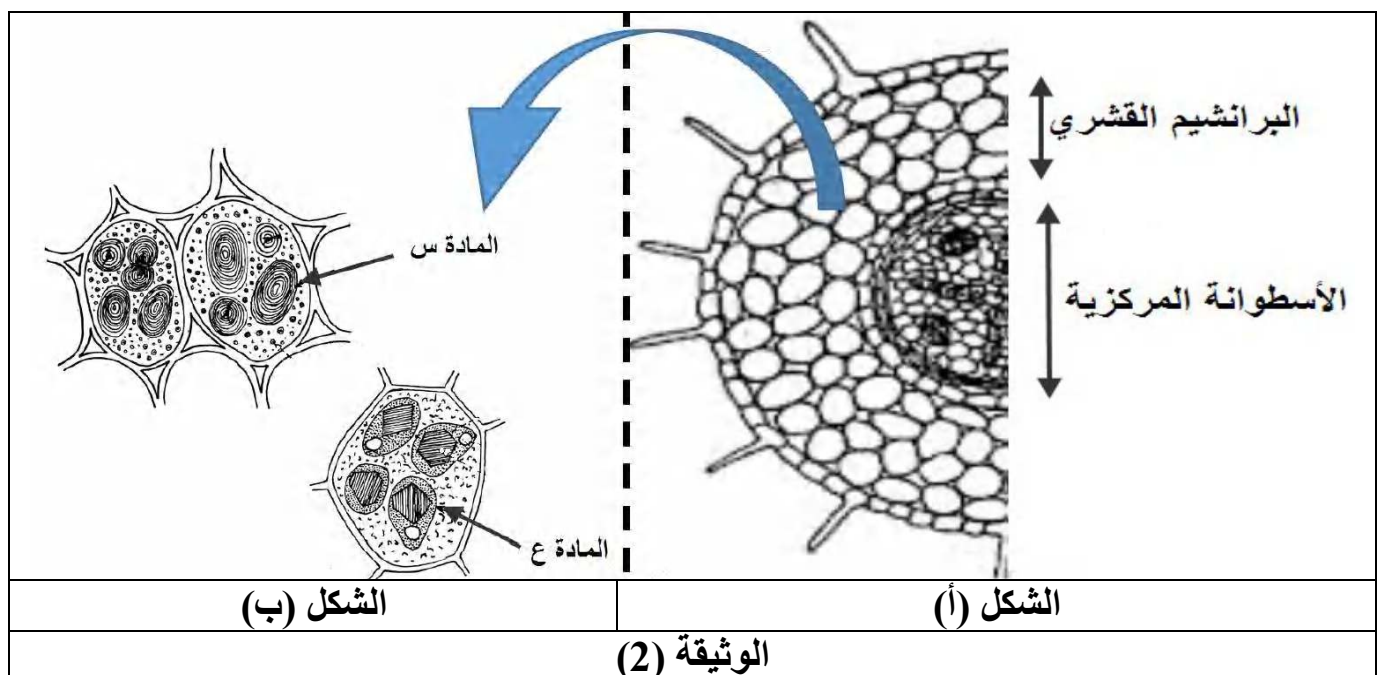 البرانشيم القشري
الأسطوانة المركزية
المادة س
المادة ع
الشكل (أ)
الشكل (ب)
الوثيقة (2)